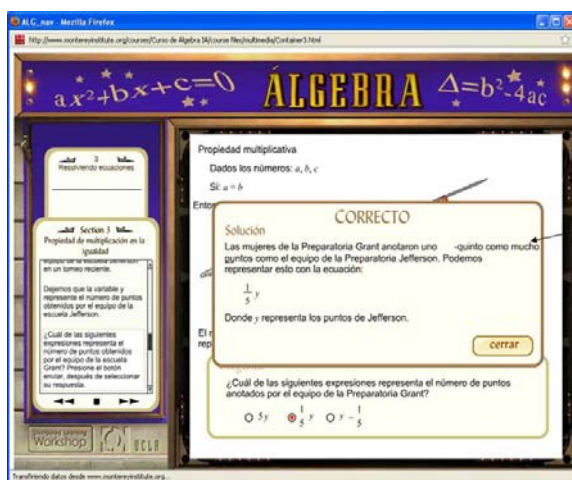 ALG_nav - Mozilla Firefox
http://www.montereyinstitute.org/courses/Curso de Álgebra IA/course files/multimedia/Container3.html
ax²+bx+c=0
ÁLGEBRA
Δ=b²-4ac
3
Resolviendo ecuaciones
Section 3
Propiedad de multiplicación en la
igualdad
equipo de la escuela Jefferson
en un torneo reciente.
Dejemos que la variable y
represente el número de puntos
obtenidos por el equipo de la
escuela Jefferson.
¿Cuál de las siguientes
expresiones representa el
número de puntos obtenidos
por el equipo de la escuela
Grant? Presione el botón
enviar, después de seleccionar
su respuesta.
Workshop
UCLA
Propiedad multiplicativa
Dados los números: a, b, c
Si: a = b
CORRECTO
Solución
Las mujeres de la Preparatoria Grant anotaron uno -quinto como mucho
puntos como el equipo de la Preparatoria Jefferson. Podemos
representar esto con la ecuación:
1/5 y
Donde y representa los puntos de Jefferson.
cerrar
El
rep
¿Cuál de las siguientes expresiones representa el número de puntos
anotados por el equipo de la Preparatoria Grant?
5y 1/5 y y - 1/5
Transfiriendo datos desde www.montereyinstitute.org...